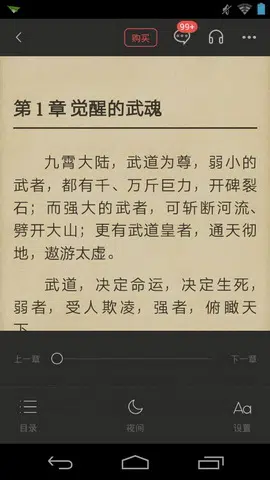 购买
99+
第1章 觉醒的武魂
九霄大陆，武道为尊，弱小的
武者，都有千、万斤巨力，开碑裂
石；而强大的武者，可斩断河流、
劈开大山；更有武道皇者，通天彻
地，遨游太虚。
武道，决定命运，决定生死，
弱者，受人欺凌，强者，俯瞰天
下
上一章
下一章
目录
夜间
Aa
设置